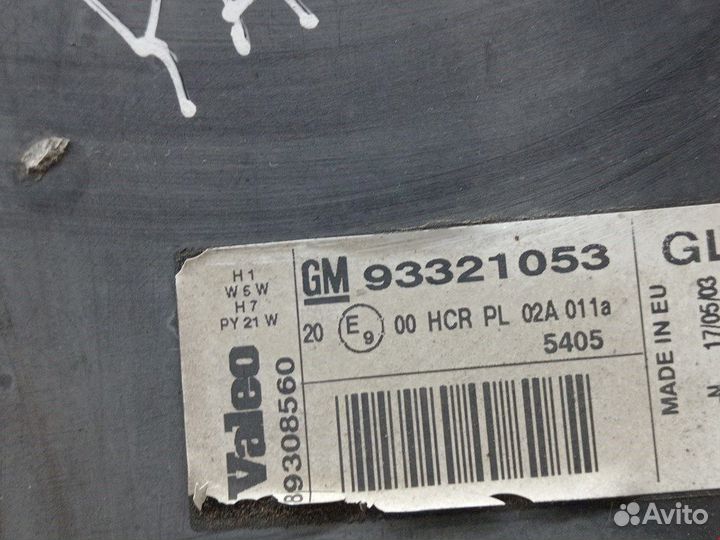 H1
W5W
H7
PY21W
Valeo
89308560
GM 93321053
20 E9 00 HCR PL 02A 011a
5405
GL
MADE IN EU
17/05/03
N
Avito